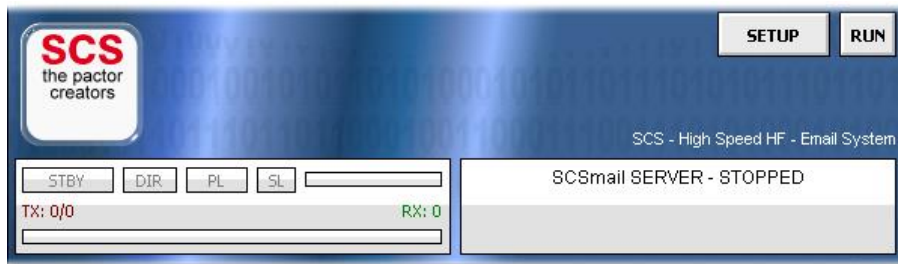 SCS
the pactor
creators
SETUP
RUN
SCS - High Speed HF - Email System
STBY
DIR
PL
SL
TX: 0/0
RX: 0
SCSmail SERVER - STOPPED